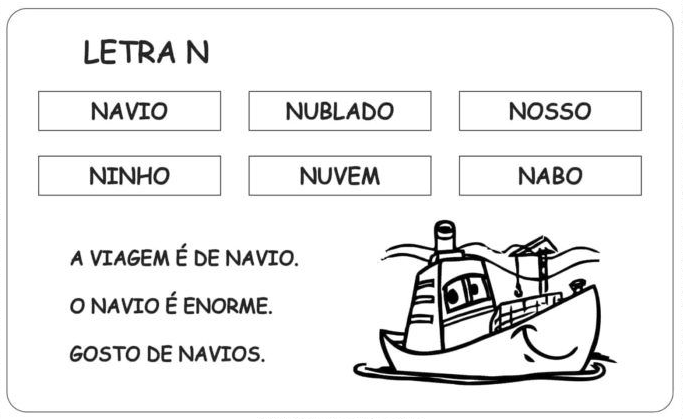 LETRA N
NAVIO NUBLADO NOSSO
NINHO NUVEM NABO
A VIAGEM É DE NAVIO.
O NAVIO É ENORME.
GOSTO DE NAVIOS.